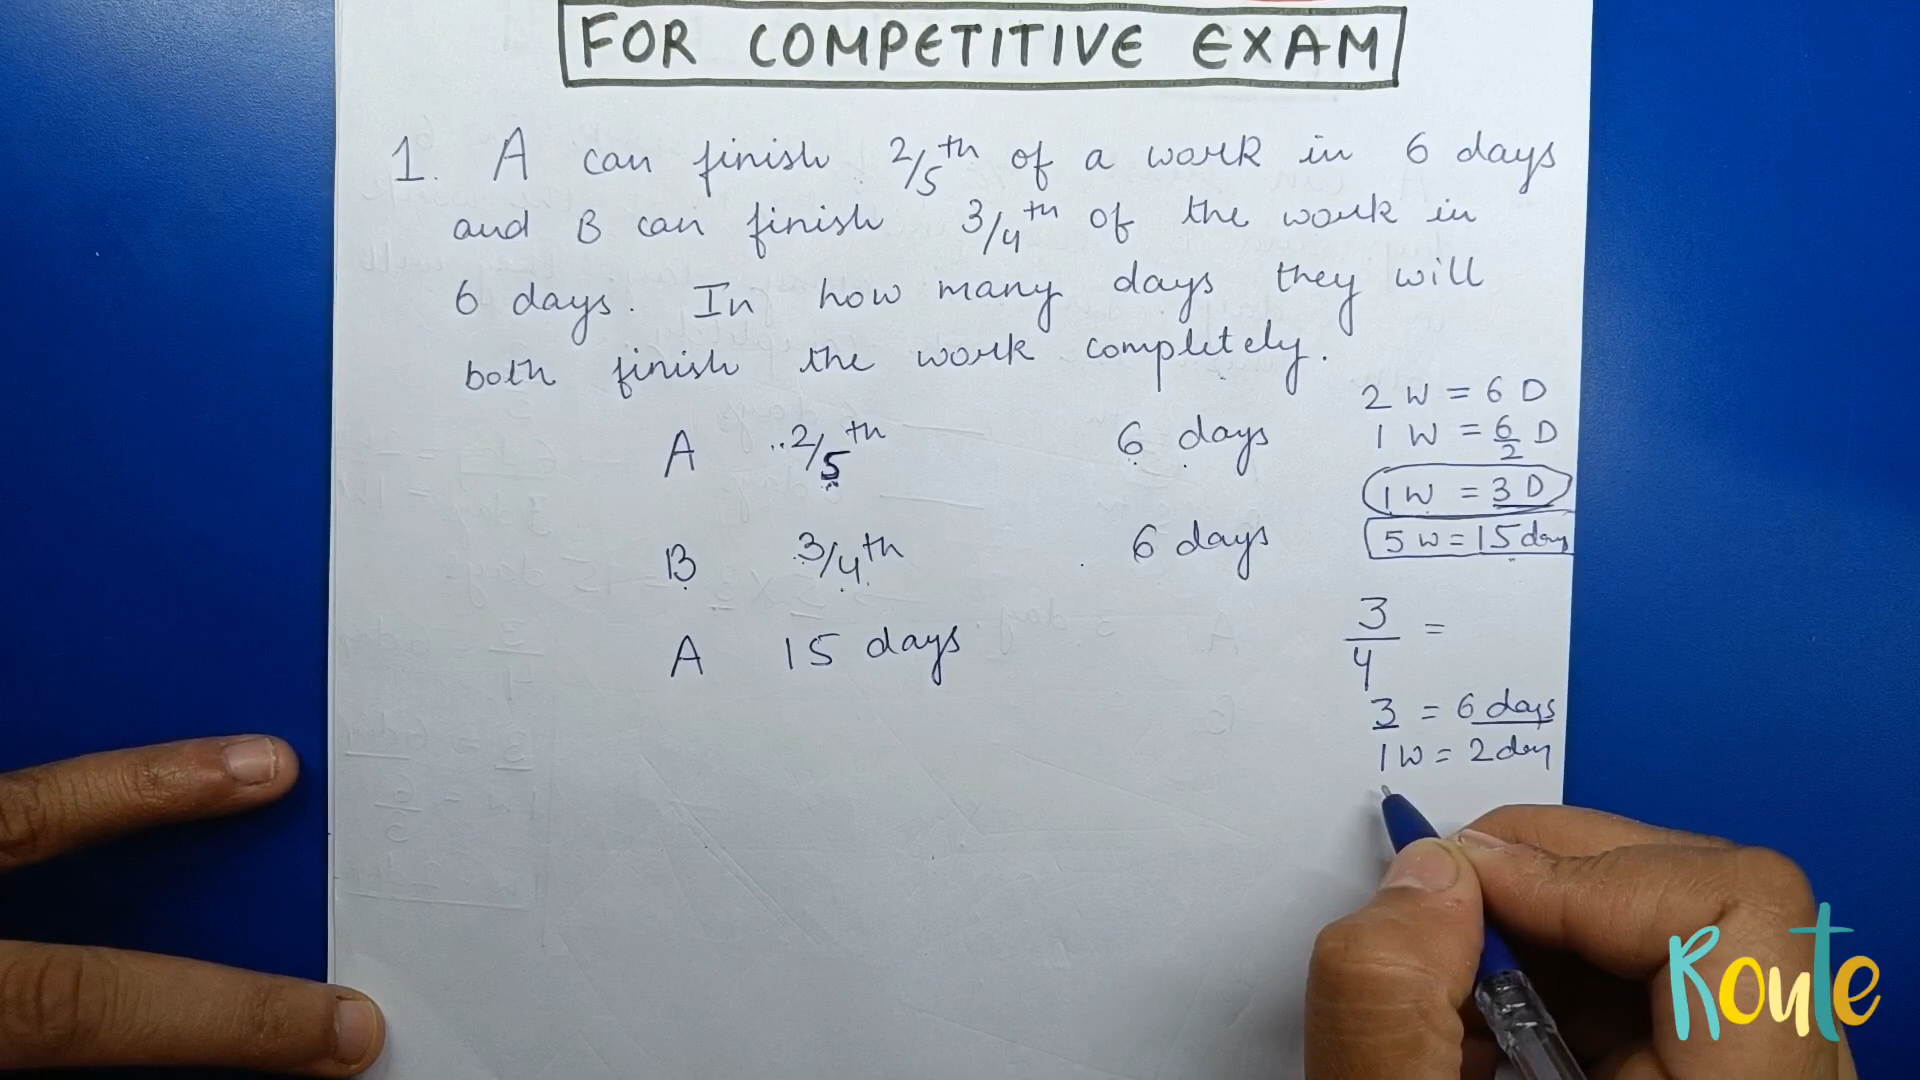 FOR COMPETITIVE EXAM
1. A can finish 2/5th of a work in 6 days
and B can finish 3/4th of the work in
6 days. In how many days they will
both finish the work completely.
A 2/5th 6 days
B 3/4th 6 days
A 15 days
2 W = 6 D
1 W = 6/2 D
1 W = 3 D
5 W = 15 day
3/4 =
3 = 6 days
1 W = 2 day
Route